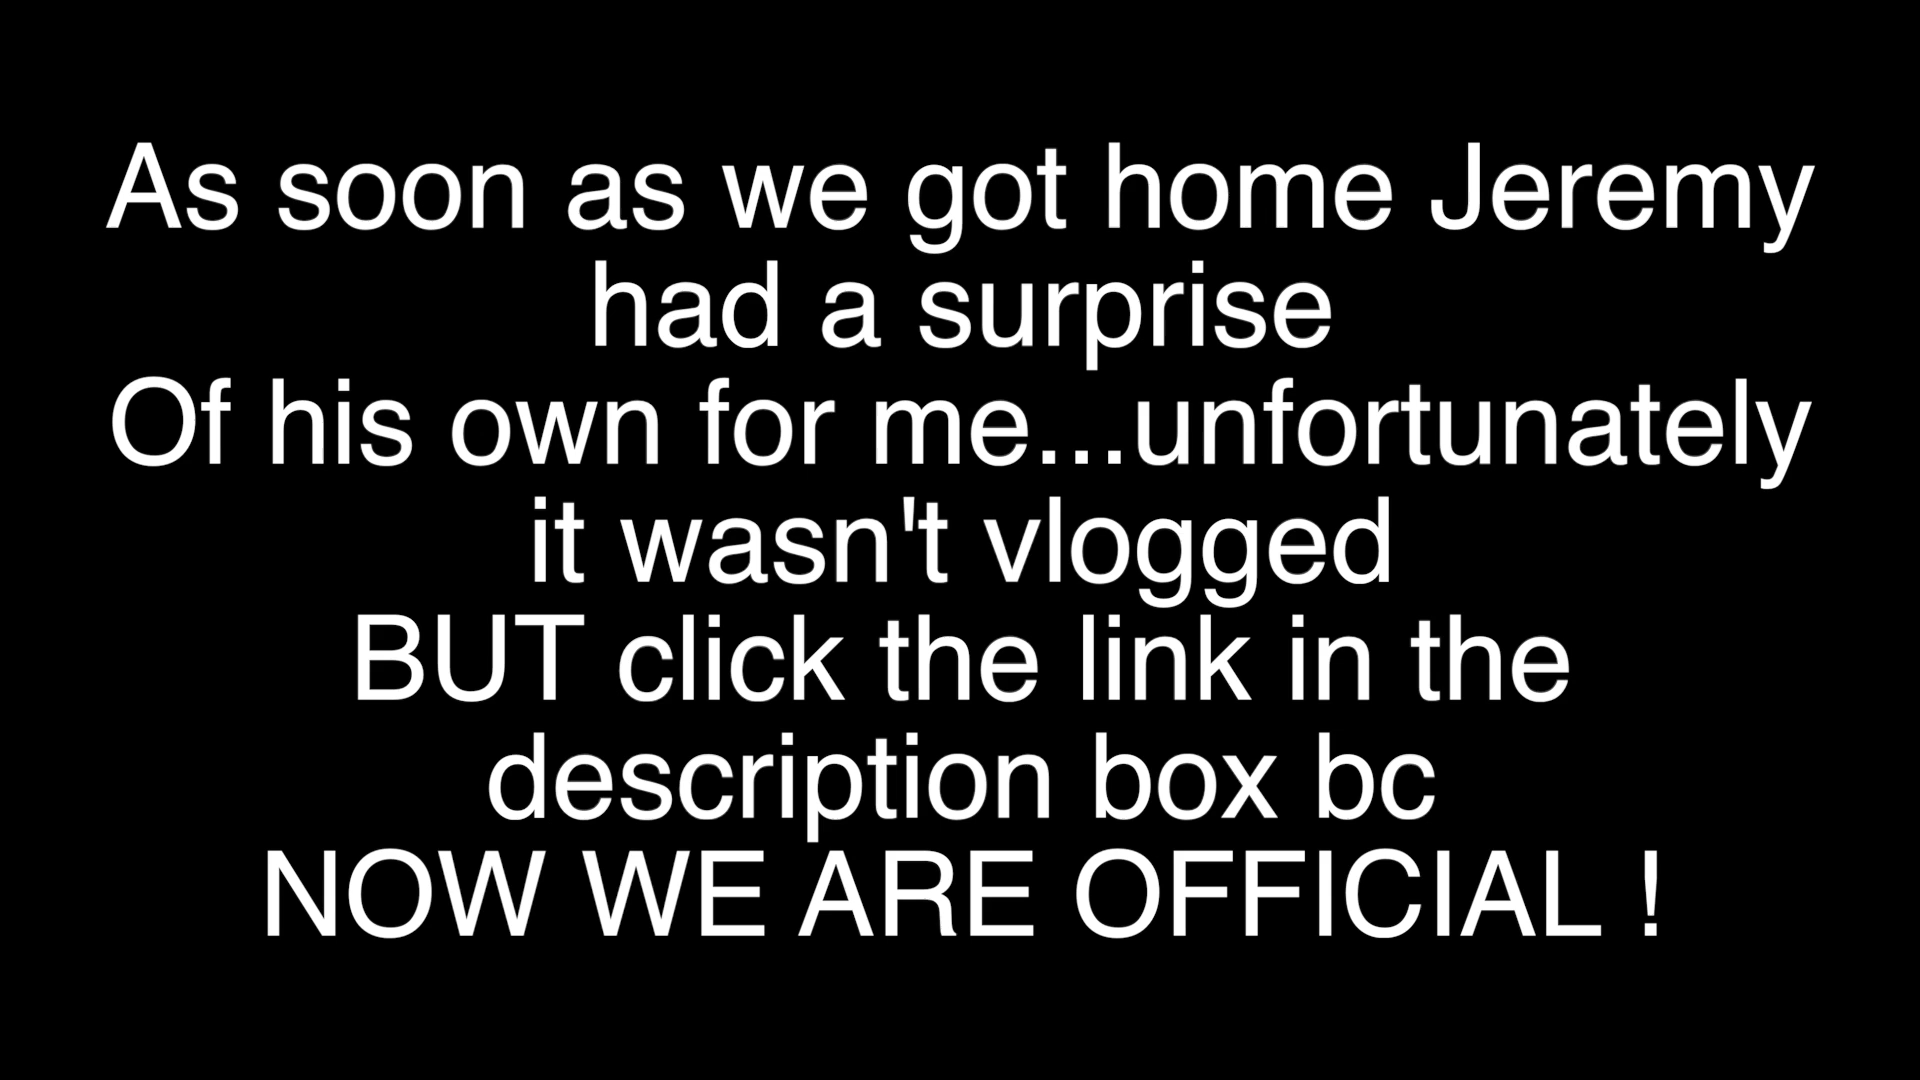 As soon as we got home Jeremy
had a surprise
Of his own for me...unfortunately
it wasn't vlogged
BUT click the link in the
description box bc
NOW WE ARE OFFICIAL !